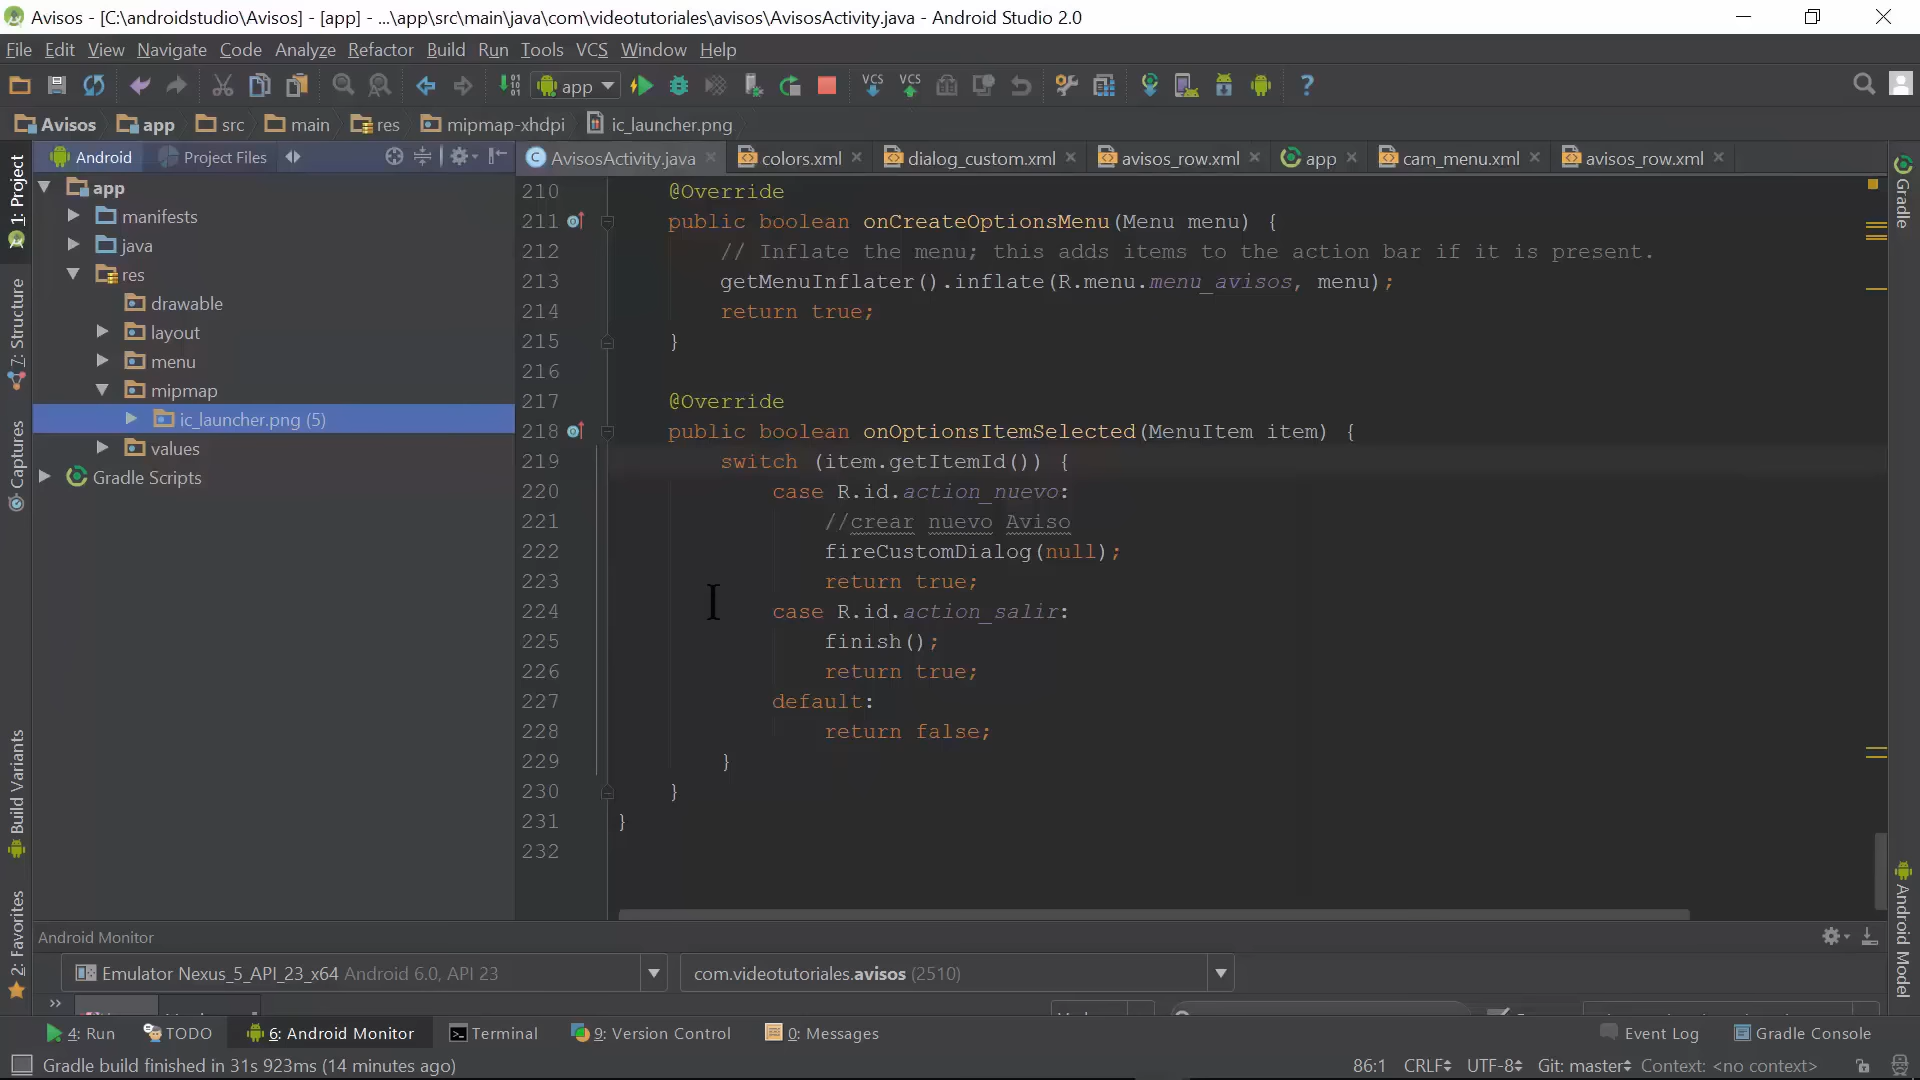 Avisos - [C:\androidstudio\Avisos] - [app] - ...\app\src\main\java\com\videotutoriales\avisos\AvisosActivity.java - Android Studio 2.0
File Edit View Navigate Code Analyze Refactor Build Run Tools VCS Window Help
app VCS VCS ?
Avisos app src main res mipmap-xhdpi ic_launcher.png
Android Project Files
AvisosActivity.java colors.xml dialog_custom.xml avisos_row.xml app cam_menu.xml avisos_row.xml
1: Project
7: Structure
Captures
Build Variants
2: Favorites
app
manifests
java
res
drawable
layout
menu
mipmap
ic_launcher.png (5)
values
Gradle Scripts
210 @Override
211 public boolean onCreateOptionsMenu(Menu menu) {
212 // Inflate the menu; this adds items to the action bar if it is present.
213 getMenuInflater().inflate(R.menu.menu_avisos, menu);
214 return true;
215 }
216
217 @Override
218 public boolean onOptionsItemSelected(MenuItem item) {
219 switch (item.getItemId()) {
220 case R.id.action_nuevo:
221 //crear nuevo Aviso
222 fireCustomDialog(null);
223 return true;
224 case R.id.action_salir:
225 finish();
226 return true;
227 default:
228 return false;
229 }
230 }
231 }
232
Gradle
Android Model
Android Monitor
Emulator Nexus_5_API_23_x64 Android 6.0, API 23
com.videotutoriales.avisos (2510)
4: Run TODO 6: Android Monitor Terminal 9: Version Control 0: Messages Event Log Gradle Console
Gradle build finished in 31s 923ms (14 minutes ago) 86:1 CRLF UTF-8 Git: master Context: <no context>